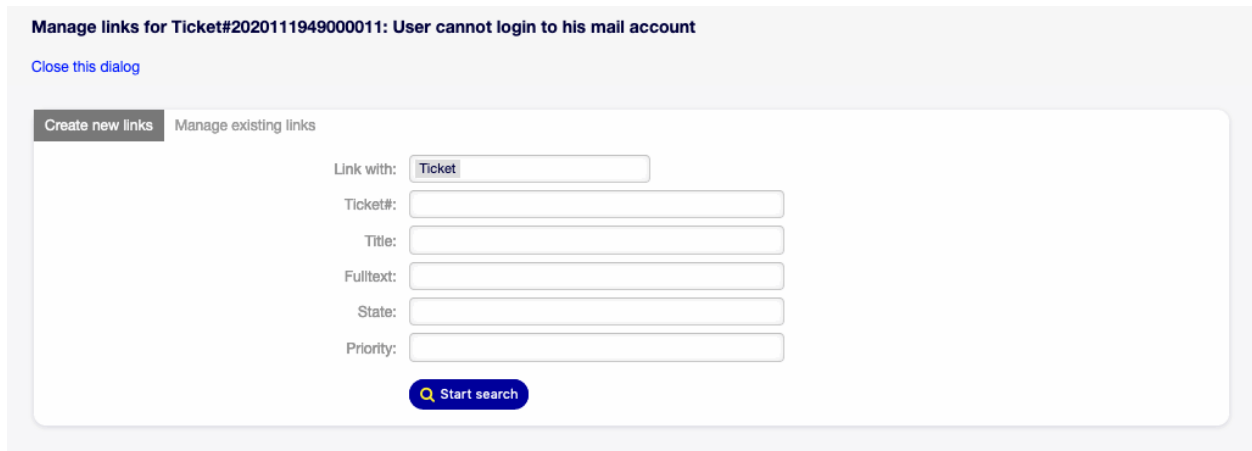 Manage links for Ticket#2020111949000011: User cannot login to his mail account
Close this dialog
Create new links Manage existing links
Link with: Ticket
Ticket#:
Title:
Fulltext:
State:
Priority:
Start search